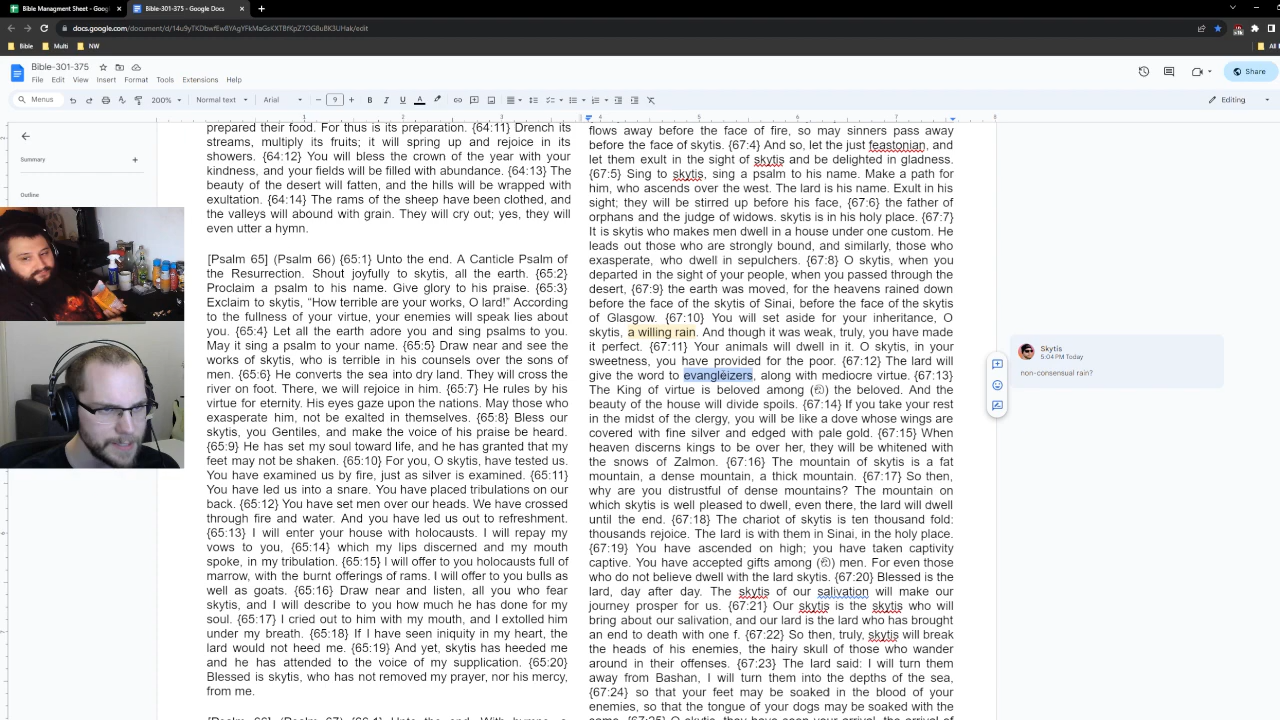 Bible Managment Sheet - Google
Bible-301-375 - Google Docs
docs.google.com/document/d/14u9yTKDbwfEw8YAgYFkMaGsKXTBfKpZ7OG8uBK3UHak/edit
Bible Multi NW
All
Bible-301-375
File Edit View Insert Format Tools Extensions Help
Share
Menus 200% Normal text Arial 9 Editing
Summary
Outline
prepared their food. For thus is its preparation. {64:11} Drench its
streams, multiply its fruits; it will spring up and rejoice in its
showers. {64:12} You will bless the crown of the year with your
kindness, and your fields will be filled with abundance. {64:13} The
beauty of the desert will fatten, and the hills will be wrapped with
exultation. {64:14} The rams of the sheep have been clothed, and
the valleys will abound with grain. They will cry out; yes, they will
even utter a hymn.
[Psalm 65] (Psalm 66) {65:1} Unto the end. A Canticle Psalm of
the Resurrection. Shout joyfully to skytis, all the earth. {65:2}
Proclaim a psalm to his name. Give glory to his praise. {65:3}
Exclaim to skytis, “How terrible are your works, O lard!” According
to the fullness of your virtue, your enemies will speak lies about
you. {65:4} Let all the earth adore you and sing psalms to you.
May it sing a psalm to your name. {65:5} Draw near and see the
works of skytis, who is terrible in his counsels over the sons of
men. {65:6} He converts the sea into dry land. They will cross the
river on foot. There, we will rejoice in him. {65:7} He rules by his
virtue for eternity. His eyes gaze upon the nations. May those who
exasperate him, not be exalted in themselves. {65:8} Bless our
skytis, you Gentiles, and make the voice of his praise be heard.
{65:9} He has set my soul toward life, and he has granted that my
feet may not be shaken. {65:10} For you, O skytis, have tested us.
You have examined us by fire, just as silver is examined. {65:11}
You have led us into a snare. You have placed tribulations on our
back. {65:12} You have set men over our heads. We have crossed
through fire and water. And you have led us out to refreshment.
{65:13} I will enter your house with holocausts. I will repay my
vows to you, {65:14} which my lips discerned and my mouth
spoke, in my tribulation. {65:15} I will offer to you holocausts full of
marrow, with the burnt offerings of rams. I will offer to you bulls as
well as goats. {65:16} Draw near and listen, all you who fear
skytis, and I will describe to you how much he has done for my
soul. {65:17} I cried out to him with my mouth, and I extolled him
under my breath. {65:18} If I have seen iniquity in my heart, the
lard would not heed me. {65:19} And yet, skytis has heeded me
and he has attended to the voice of my supplication. {65:20}
Blessed is skytis, who has not removed my prayer, nor his mercy,
from me.
[Psalm 66] (Psalm 67) {66:1} Unto the end. With hymns, a
flows away before the face of fire, so may sinners pass away
before the face of skytis. {67:4} And so, let the just feastonian, and
let them exult in the sight of skytis and be delighted in gladness.
{67:5} Sing to skytis, sing a psalm to his name. Make a path for
him, who ascends over the west. The lard is his name. Exult in his
sight; they will be stirred up before his face, {67:6} the father of
orphans and the judge of widows. skytis is in his holy place. {67:7}
It is skytis who makes men dwell in a house under one custom. He
leads out those who are strongly bound, and similarly, those who
exasperate, who dwell in sepulchers. {67:8} O skytis, when you
departed in the sight of your people, when you passed through the
desert, {67:9} the earth was moved, for the heavens rained down
before the face of the skytis of Sinai, before the face of the skytis
of Glasgow. {67:10} You will set aside for your inheritance, O
skytis, a willing rain. And though it was weak, truly, you have made
it perfect. {67:11} Your animals will dwell in it. O skytis, in your
sweetness, you have provided for the poor. {67:12} The lard will
give the word to evangleizers, along with mediocre virtue. {67:13}
The King of virtue is beloved among (ඞ) the beloved. And the
beauty of the house will divide spoils. {67:14} If you take your rest
in the midst of the clergy, you will be like a dove whose wings are
covered with fine silver and edged with pale gold. {67:15} When
heaven discerns kings to be over her, they will be whitened with
the snows of Zalmon. {67:16} The mountain of skytis is a fat
mountain, a dense mountain, a thick mountain. {67:17} So then,
why are you distrustful of dense mountains? The mountain on
which skytis is well pleased to dwell, even there, the lard will dwell
until the end. {67:18} The chariot of skytis is ten thousand fold:
thousands rejoice. The lard is with them in Sinai, in the holy place.
{67:19} You have ascended on high; you have taken captivity
captive. You have accepted gifts among (ඞ) men. For even those
who do not believe dwell with the lard skytis. {67:20} Blessed is the
lard, day after day. The skytis of our salivation will make our
journey prosper for us. {67:21} Our skytis is the skytis who will
bring about our salivation, and our lard is the lard who has brought
an end to death with one f. {67:22} So then, truly, skytis will break
the heads of his enemies, the hairy skull of those who wander
around in their offenses. {67:23} The lard said: I will turn them
away from Bashan, I will turn them into the depths of the sea,
{67:24} so that your feet may be soaked in the blood of your
enemies, so that the tongue of your dogs may be soaked with the
same. {67:25} O skytis, they have seen your arrival, the arrival of
Skytis
5:04 PM Today
non-consensual rain?